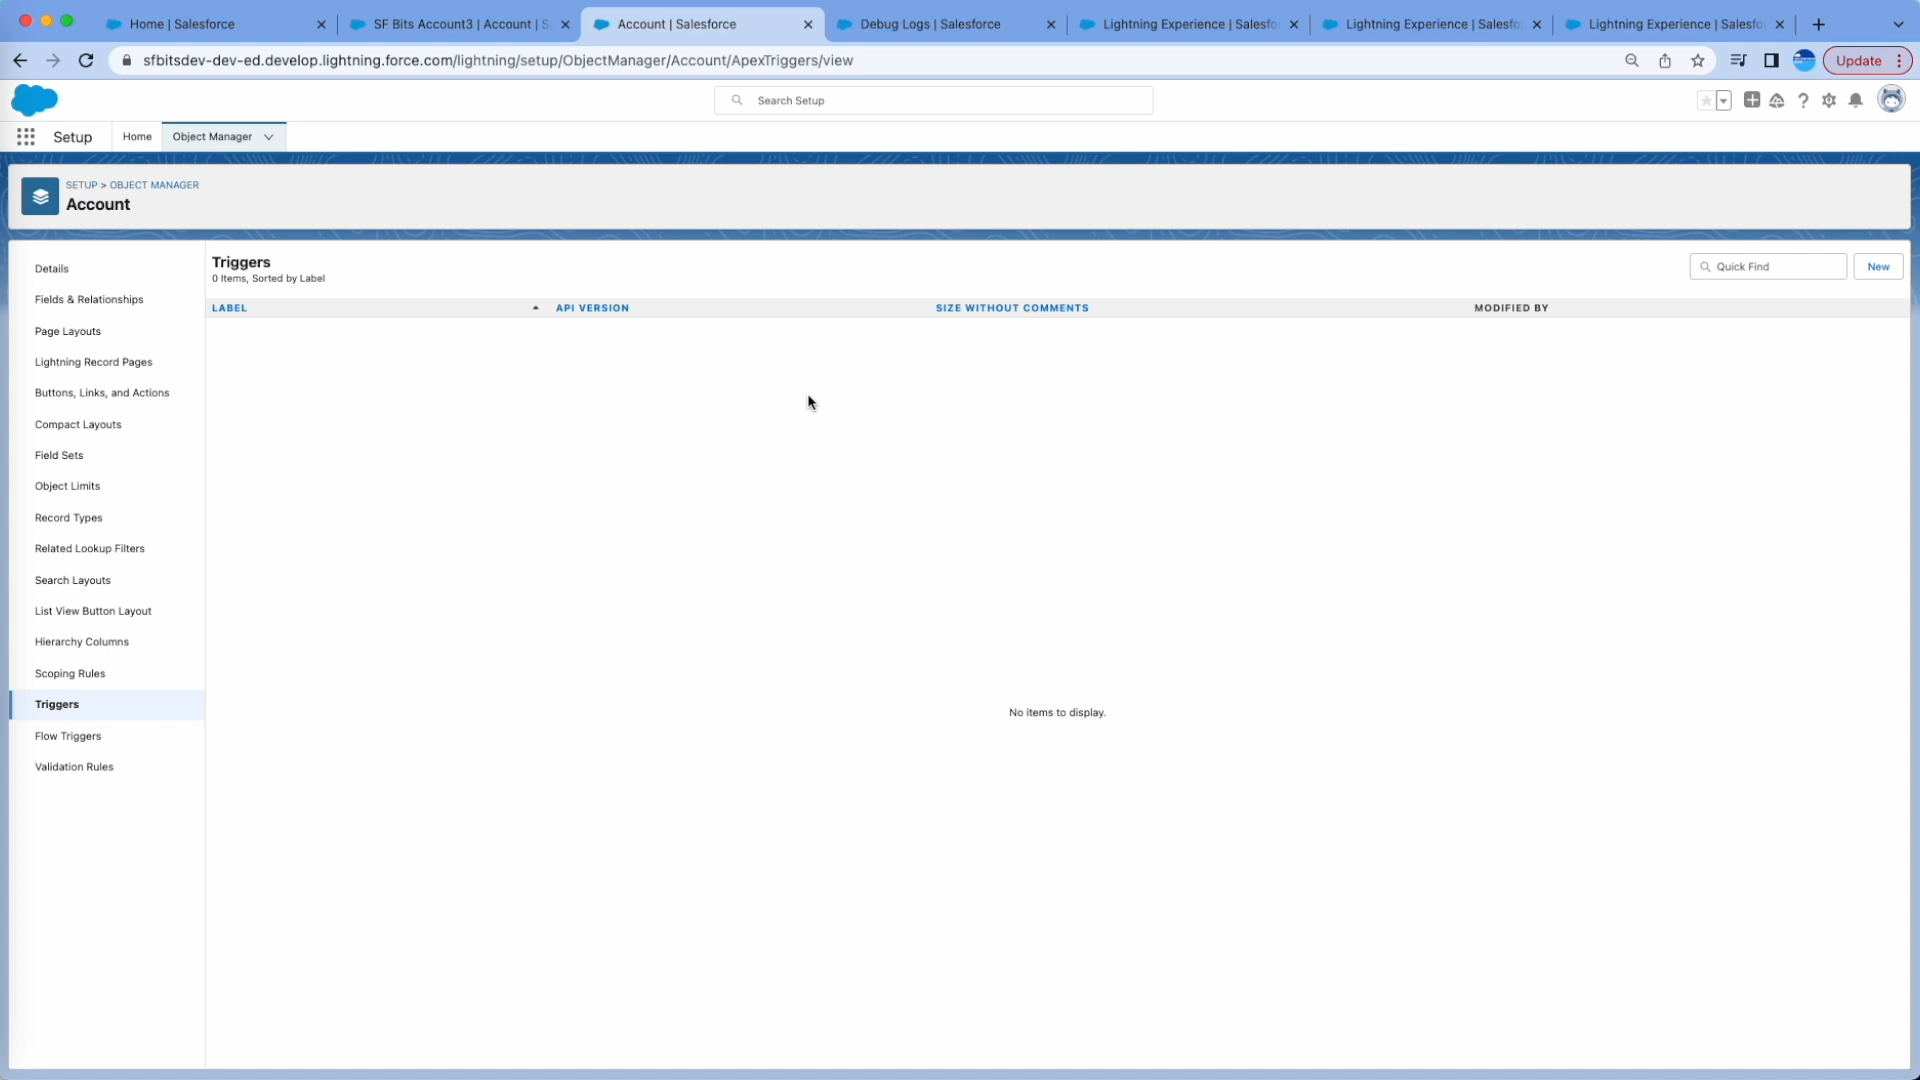 Home | Salesforce
SF Bits Account3 | Account | S
Account | Salesforce
Debug Logs | Salesforce
Lightning Experience | Salesfo
Lightning Experience | Salesfo
Lightning Experience | Salesfo
sfbitsdev-dev-ed.develop.lightning.force.com/lightning/setup/ObjectManager/Account/ApexTriggers/view
Update
Search Setup
Setup
Home
Object Manager
SETUP > OBJECT MANAGER
Account
Details
Fields & Relationships
Page Layouts
Lightning Record Pages
Buttons, Links, and Actions
Compact Layouts
Field Sets
Object Limits
Record Types
Related Lookup Filters
Search Layouts
List View Button Layout
Hierarchy Columns
Scoping Rules
Triggers
Flow Triggers
Validation Rules
Triggers
0 Items, Sorted by Label
Quick Find
New
LABEL
API VERSION
SIZE WITHOUT COMMENTS
MODIFIED BY
No items to display.